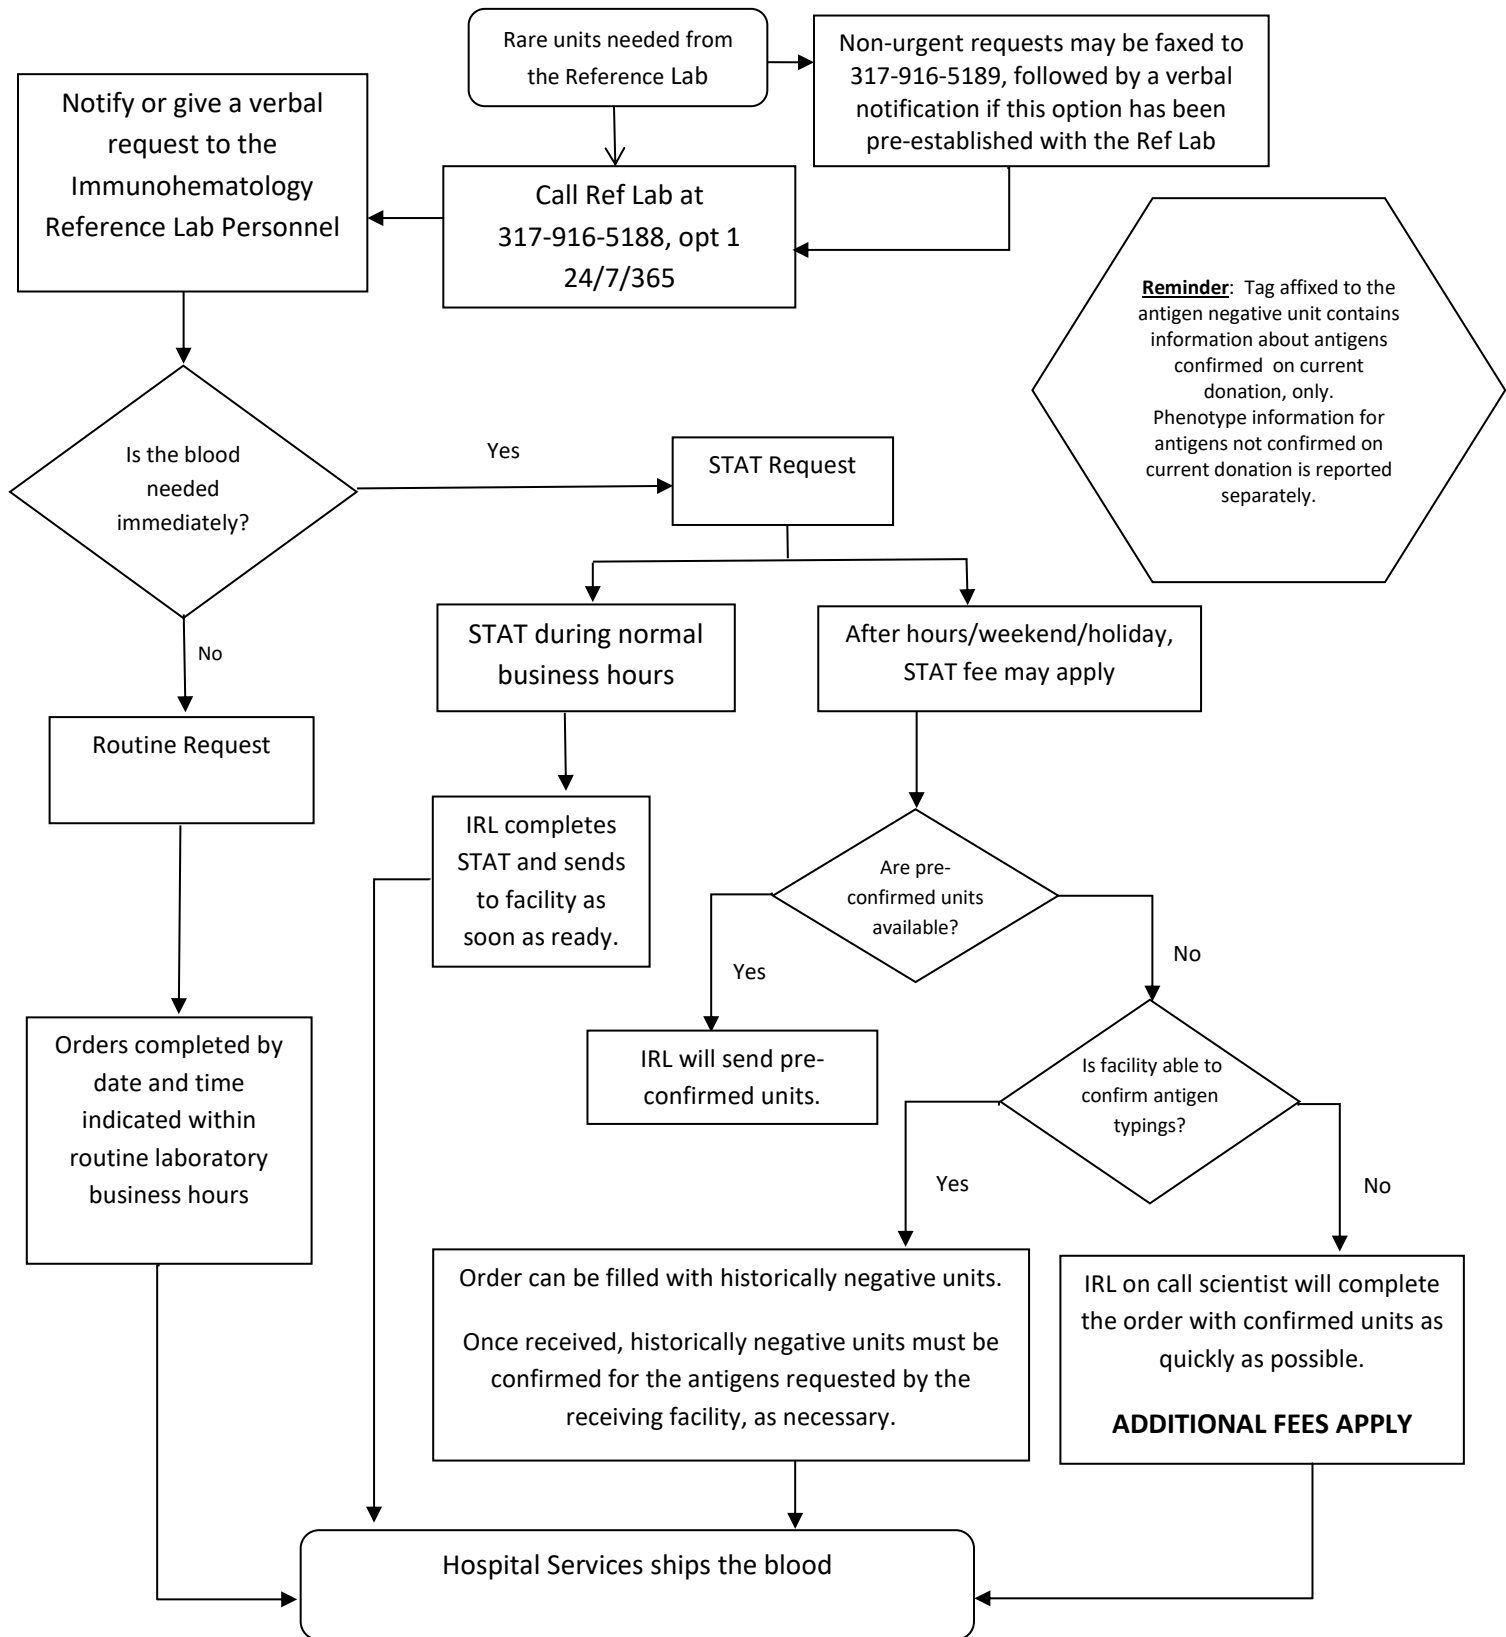 Rare units needed from
the Reference Lab
Non-urgent requests may be faxed to
317-916-5189, followed by a verbal
notification if this option has been
pre-established with the Ref Lab
Notify or give a verbal
request to the
Immunohematology
Reference Lab Personnel
Call Ref Lab at
317-916-5188, opt 1
24/7/365
Reminder: Tag affixed to the
antigen negative unit contains
information about antigens
confirmed on current
donation, only.
Phenotype information for
antigens not confirmed on
current donation is reported
separately.
Is the blood
needed
immediately?
Yes
STAT Request
No
STAT during normal
business hours
After hours/weekend/holiday,
STAT fee may apply
Routine Request
IRL completes
STAT and sends
to facility as
soon as ready.
Are pre-
confirmed units
available?
Yes
No
Orders completed by
date and time
indicated within
routine laboratory
business hours
IRL will send pre-
confirmed units.
Is facility able to
confirm antigen
typings?
Yes
No
Order can be filled with historically negative units.
Once received, historically negative units must be
confirmed for the antigens requested by the
receiving facility, as necessary.
IRL on call scientist will complete
the order with confirmed units as
quickly as possible.
ADDITIONAL FEES APPLY
Hospital Services ships the blood